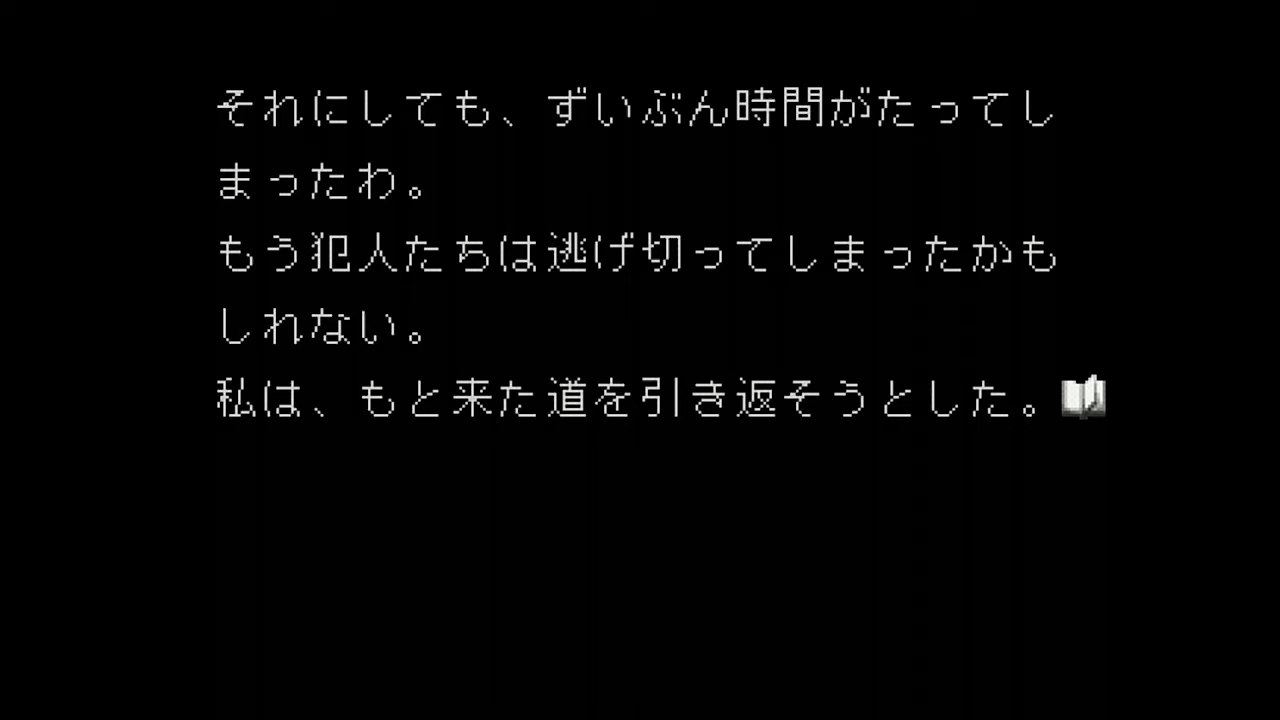 それにしても、ずいぶん時間がたってし
まったわ。
もう犯人たちは逃げ切ってしまったかも
しれない。
私は、もと来た道を引き返そうとした。